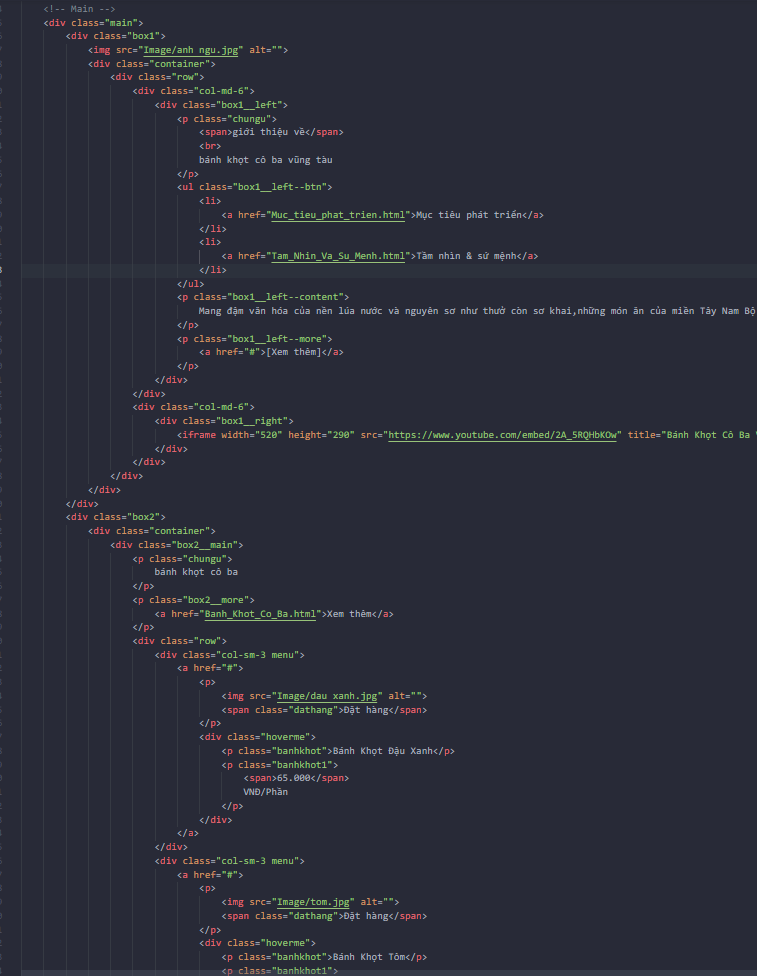 <!-- Main -->
<div class="main">
<div class="box1">
<img src="Image/anh ngu.jpg" alt="">
<div class="container">
<div class="row">
<div class="col-md-6">
<div class="box1__left">
<p class="chungu">
<span>giới thiệu về</span>
<br>
bánh khọt cô ba vũng tàu
</p>
<ul class="box1__left--btn">
<li>
<a href="Muc_tieu_phat_trien.html">Mục tiêu phát triển</a>
</li>
<li>
<a href="Tam_Nhin_Va_Su_Menh.html">Tầm nhìn & sứ mệnh</a>
</li>
</ul>
<p class="box1__left--content">
Mang đậm văn hóa của nền lúa nước và nguyên sơ như thưở còn sơ khai,những món ăn của miền Tây Nam Bộ
</p>
<p class="box1__left--more">
<a href="#">[Xem thêm]</a>
</p>
</div>
</div>
<div class="col-md-6">
<div class="box1__right">
<iframe width="520" height="290" src="https://www.youtube.com/embed/2A_5RQHbKOw" title="Bánh Khọt Cô Ba V
</div>
</div>
</div>
</div>
</div>
<div class="box2">
<div class="container">
<div class="box2__main">
<p class="chungu">
bánh khọt cô ba
</p>
<p class="box2__more">
<a href="Banh_Khot_Co_Ba.html">Xem thêm</a>
</p>
<div class="row">
<div class="col-sm-3 menu">
<a href="#">
<p>
<img src="Image/dau xanh.jpg" alt="">
<span class="dathang">Đặt hàng</span>
</p>
<div class="hoverme">
<p class="banhkhot">Bánh Khọt Đậu Xanh</p>
<p class="banhkhot1">
<span>65.000</span>
VNĐ/Phần
</p>
</div>
</a>
</div>
<div class="col-sm-3 menu">
<a href="#">
<p>
<img src="Image/tom.jpg" alt="">
<span class="dathang">Đặt hàng</span>
</p>
<div class="hoverme">
<p class="banhkhot">Bánh Khọt Tôm</p>
<p class="banhkhot1">